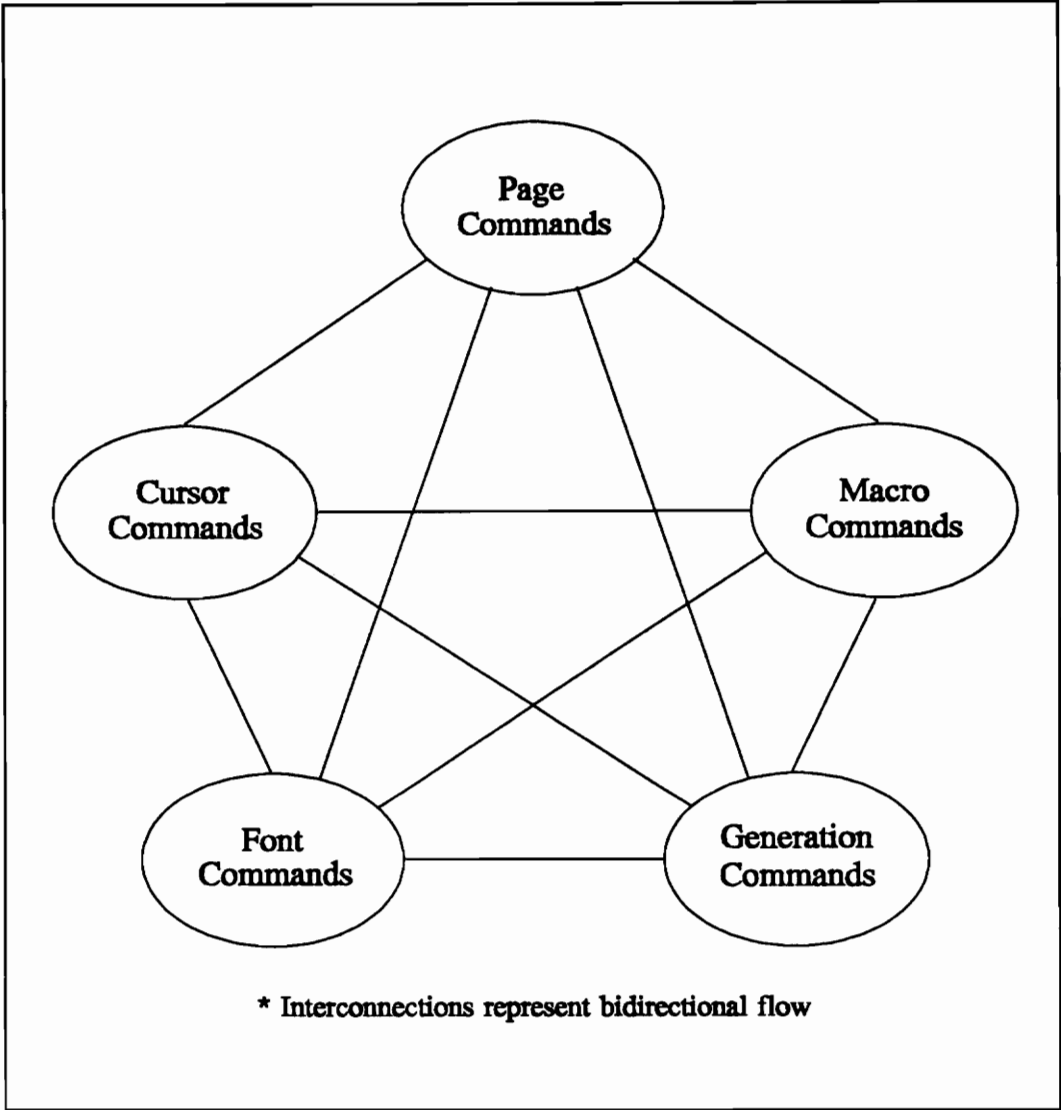 Page
Commands
Cursor
Commands
Macro
Commands
Font
Commands
Generation
Commands
* Interconnections represent bidirectional flow